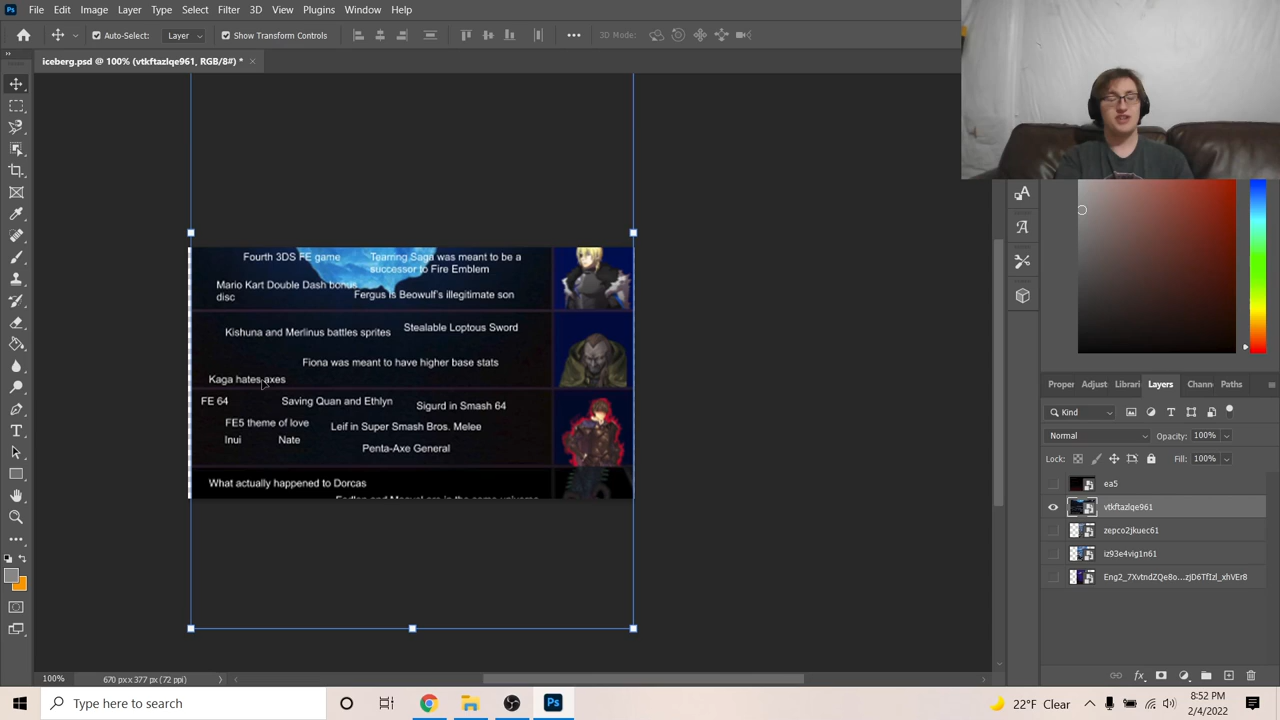 File Edit Image Layer Type Select Filter 3D View Plugins Window Help
Auto-Select: Layer Show Transform Controls 3D Mode:
iceberg.psd @ 100% (vtkftazlqe961, RGB/8#) *
Fourth 3DS FE game
Tearring Saga was meant to be a
successor to Fire Emblem
Mario Kart Double Dash bonus
disc
Fergus is Beowulf's illegitimate son
Kishuna and Merlinus battles sprites
Stealable Loptous Sword
Fiona was meant to have higher base stats
Kaga hates axes
FE 64
Saving Quan and Ethlyn
Sigurd in Smash 64
FE5 theme of love
Leif in Super Smash Bros. Melee
Inui
Nate
Penta-Axe General
What actually happened to Dorcas
Proper Adjust Librari Layers Chann Paths
Kind
Normal Opacity: 100%
Lock: Fill: 100%
ea5
vtkftazlqe961
zepco2jkuec61
iz93e4vig1n61
Eng2_7XvtndZQe8o...zjD6TfIzl_xhVEr8
100% 670 px x 377 px (72 ppi)
Type here to search
22°F Clear
8:52 PM
2/4/2022